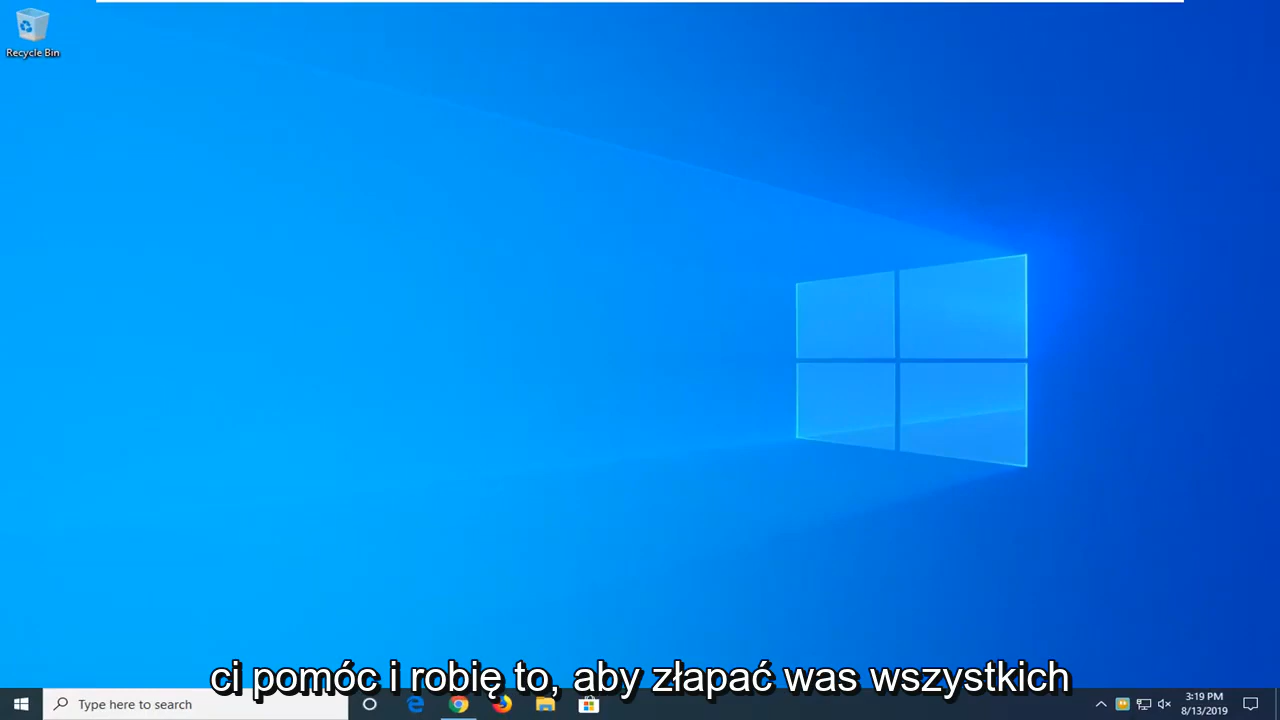 Recycle Bin
ci pomóc i robię to, aby złapać was wszystkich
Type here to search
3:19 PM
8/13/2019